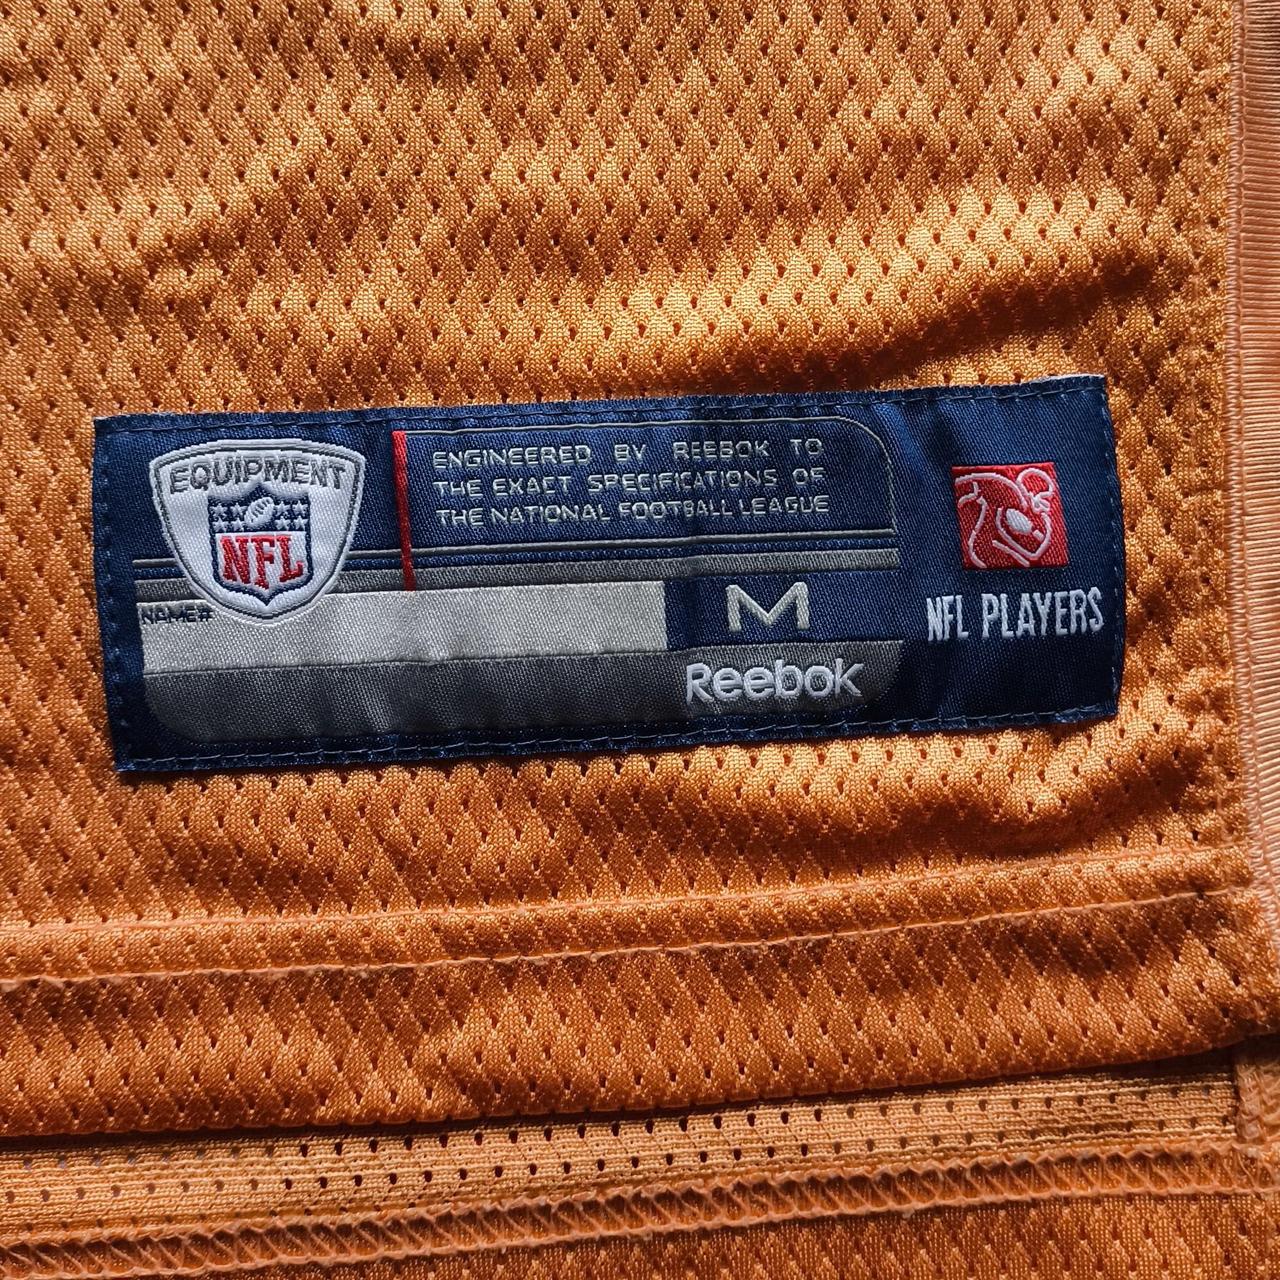 EQUIPMENT
NFL
ENGINEERED BY REEBOK TO
THE EXACT SPECIFICATIONS OF
THE NATIONAL FOOTBALL LEAGUE
NAME#
M
Reebok
NFL PLAYERS